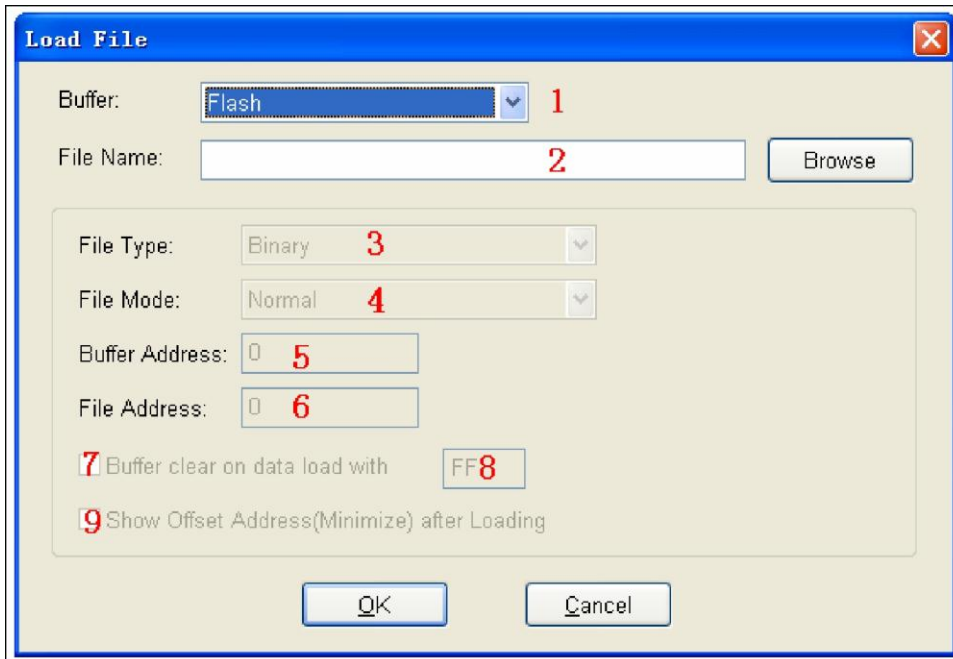 Load File
Buffer: Flash 1
File Name: 2 Browse
File Type: Binary 3
File Mode: Normal 4
Buffer Address: 0 5
File Address: 0 6
7 Buffer clear on data load with FF 8
9 Show Offset Address(Minimize) after Loading
OK Cancel